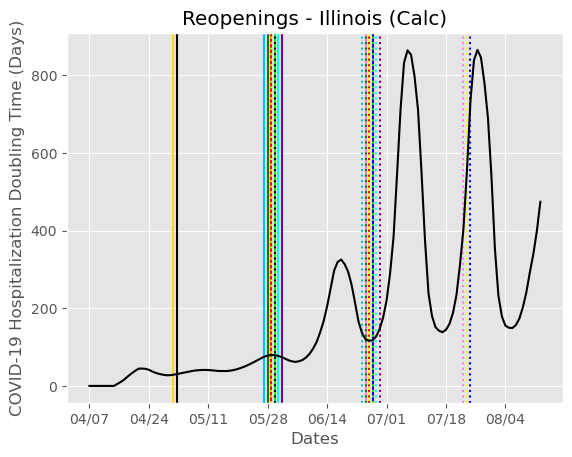 Reopenings - Illinois (Calc)
COVID-19 Hospitalization Doubling Time (Days)
800
600
400
200
0
04/07 04/24 05/11 05/28 06/14 07/01 07/18 08/04
Dates